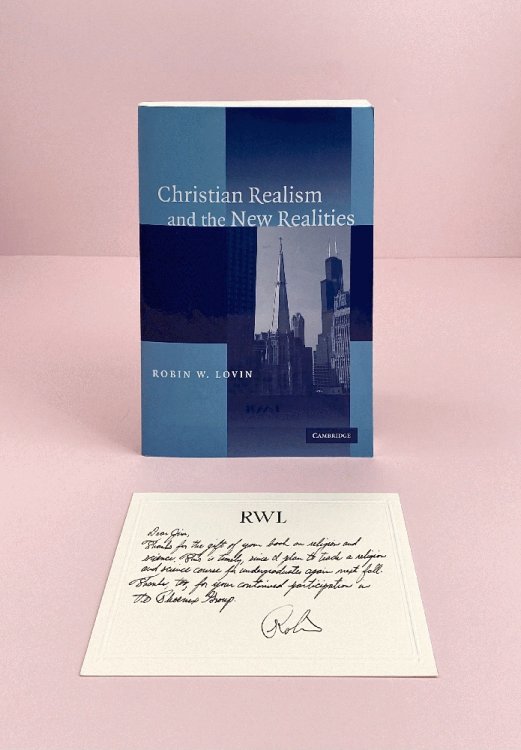 Christian Realism
and the New Realities
ROBIN W. LOVIN
CAMBRIDGE
RWL
Dear Jim,
Thanks for the gift of your book on religion and
science. This is timely, since I plan to teach a religion
and science course for undergraduates again next fall.
Thanks, too, for your continued participation in
Phoenix Group.
Robin